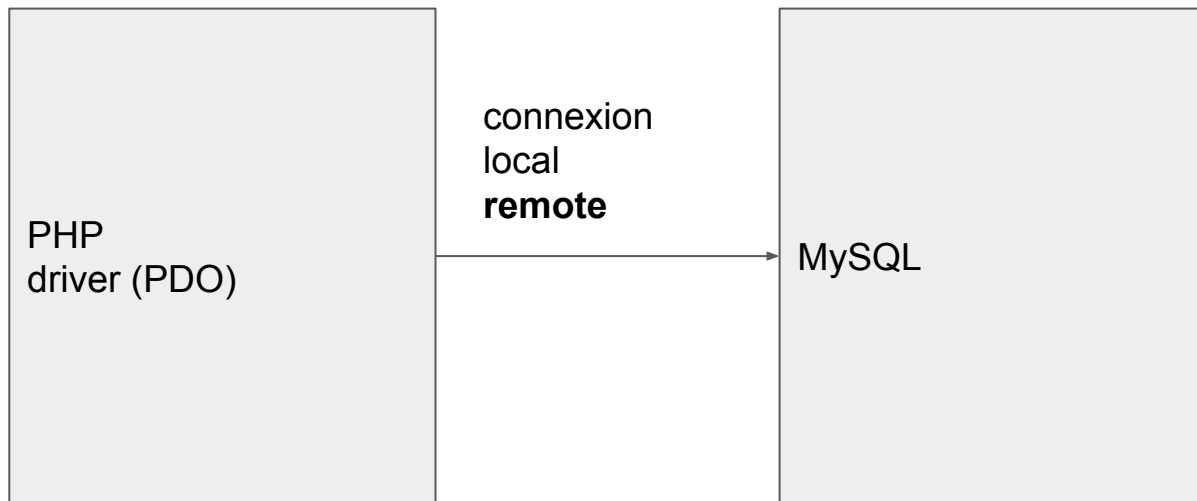 PHP
driver (PDO)
connexion
local
remote
MySQL